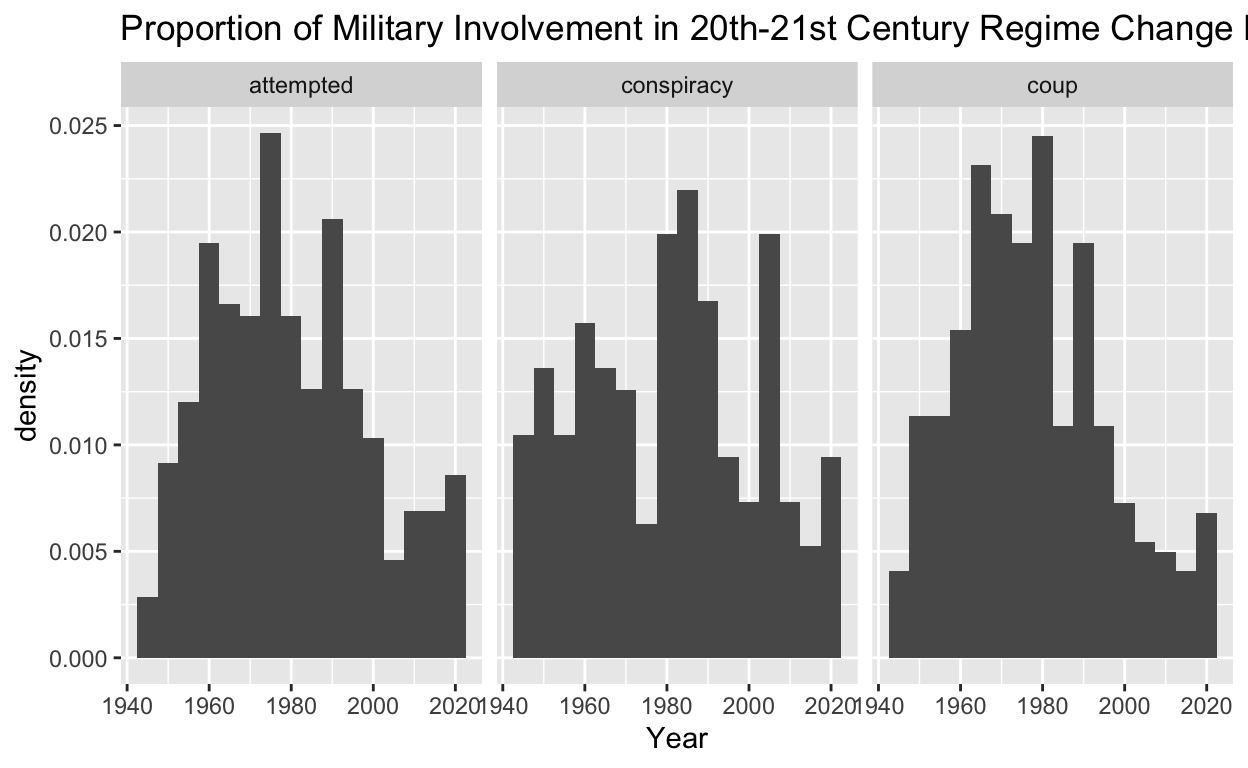 Proportion of Military Involvement in 20th-21st Century Regime Change
attempted
conspiracy
coup
0.025
0.020
0.015
0.010
0.005
0.000
density
1940 1960 1980 2000 2020 1940 1960 1980 2000 2020 1940 1960 1980 2000 2020
Year